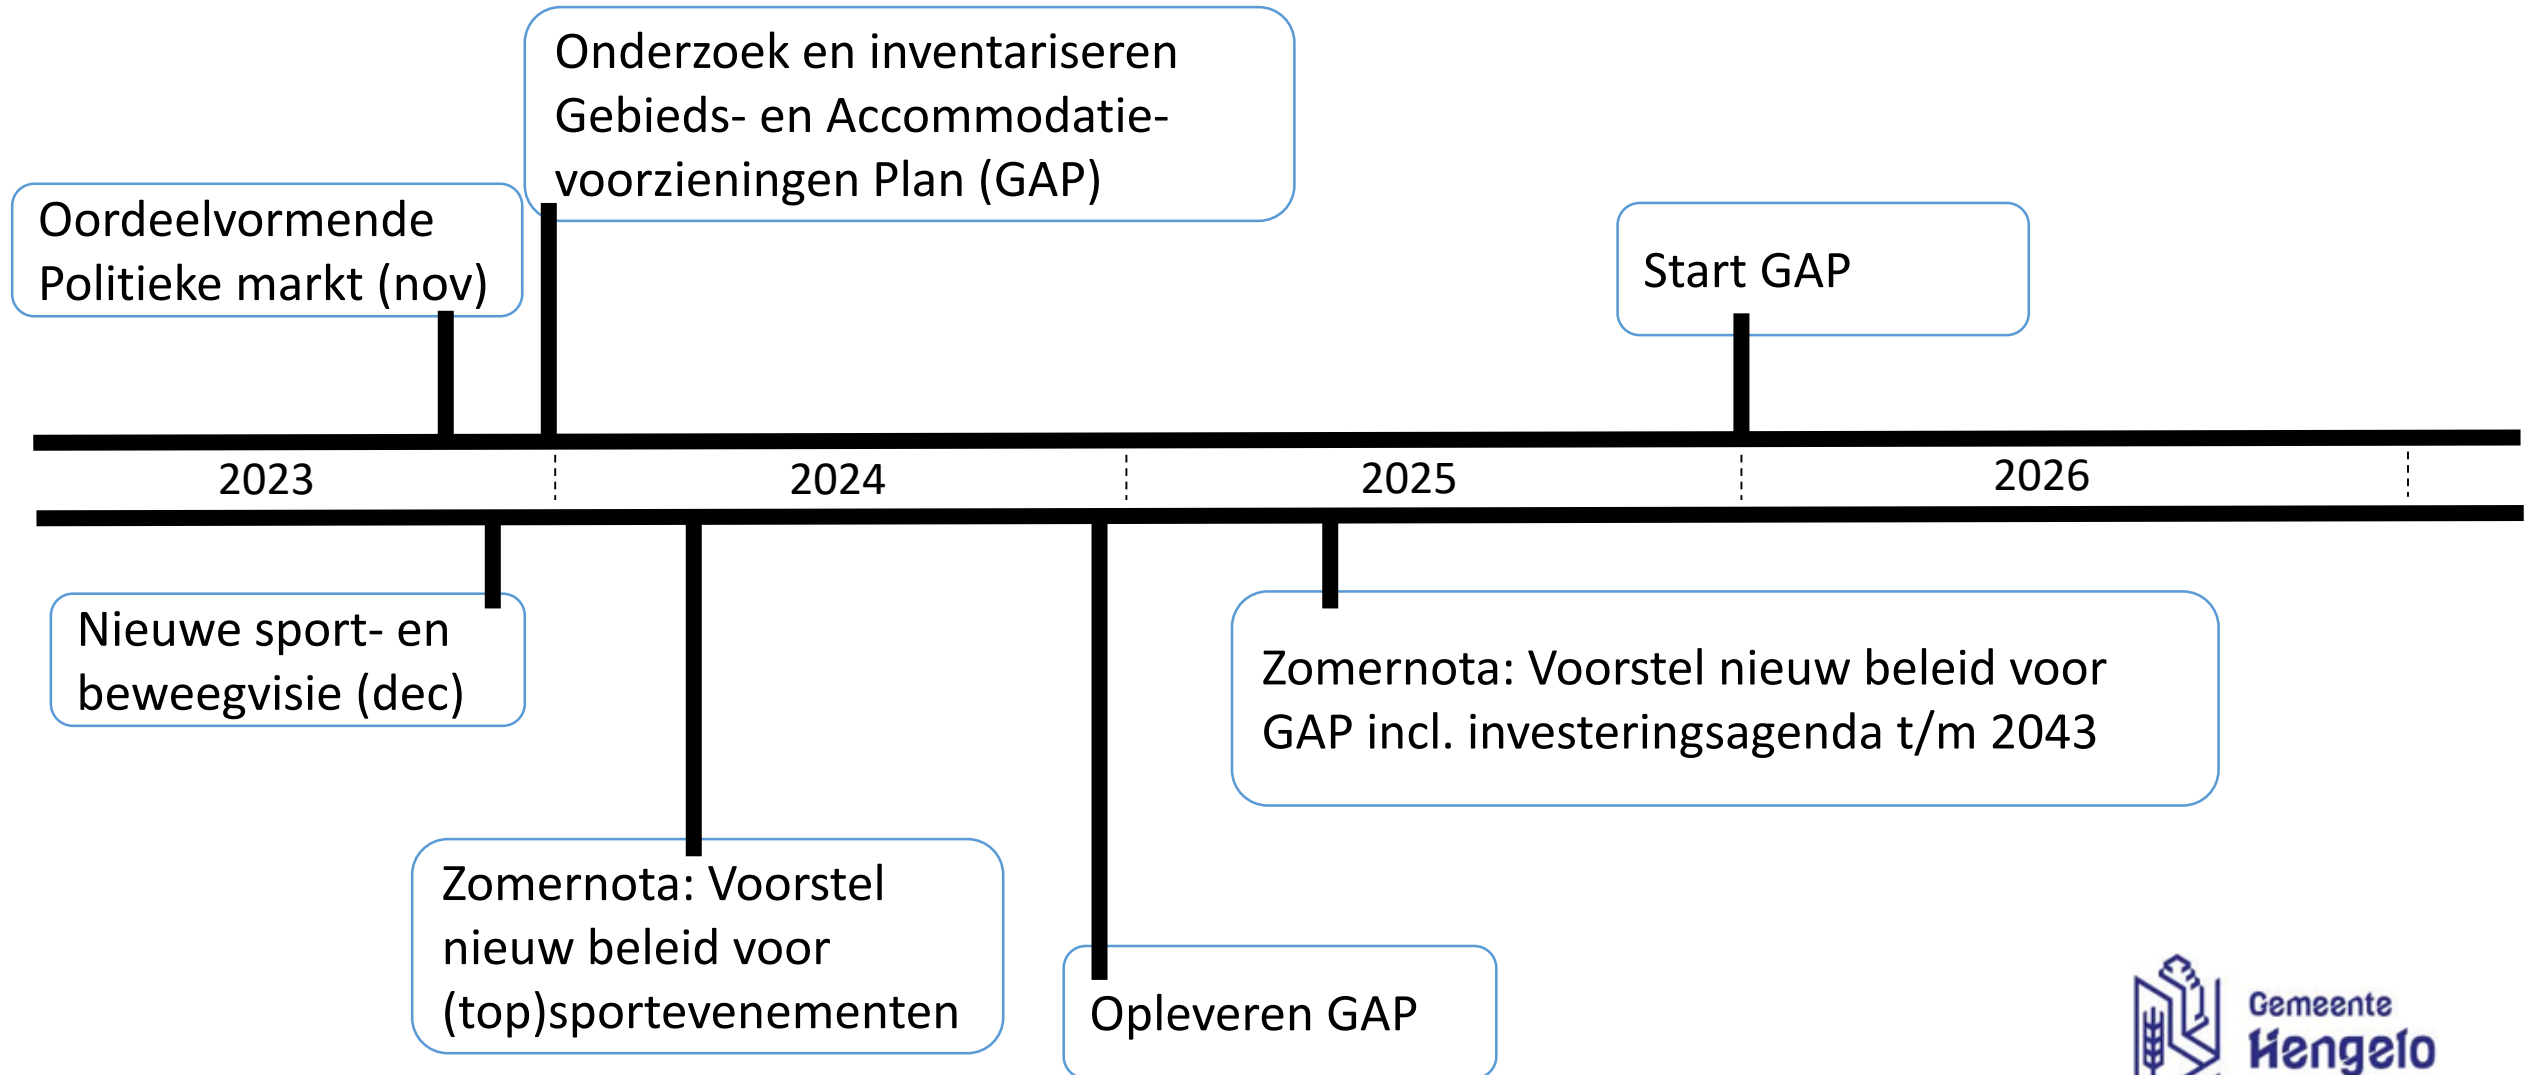 Onderzoek en inventariseren
Gebieds- en Accommodatie-
voorzieningen Plan (GAP)
Oordeelvormende
Politieke markt (nov)
Start GAP
2023
2024
2025
2026
Nieuwe sport- en
beweegvisie (dec)
Zomernota: Voorstel nieuw beleid voor
GAP incl. investeringsagenda t/m 2043
Zomernota: Voorstel
nieuw beleid voor
(top)sportevenementen
Opleveren GAP
Gemeente
Hengelo